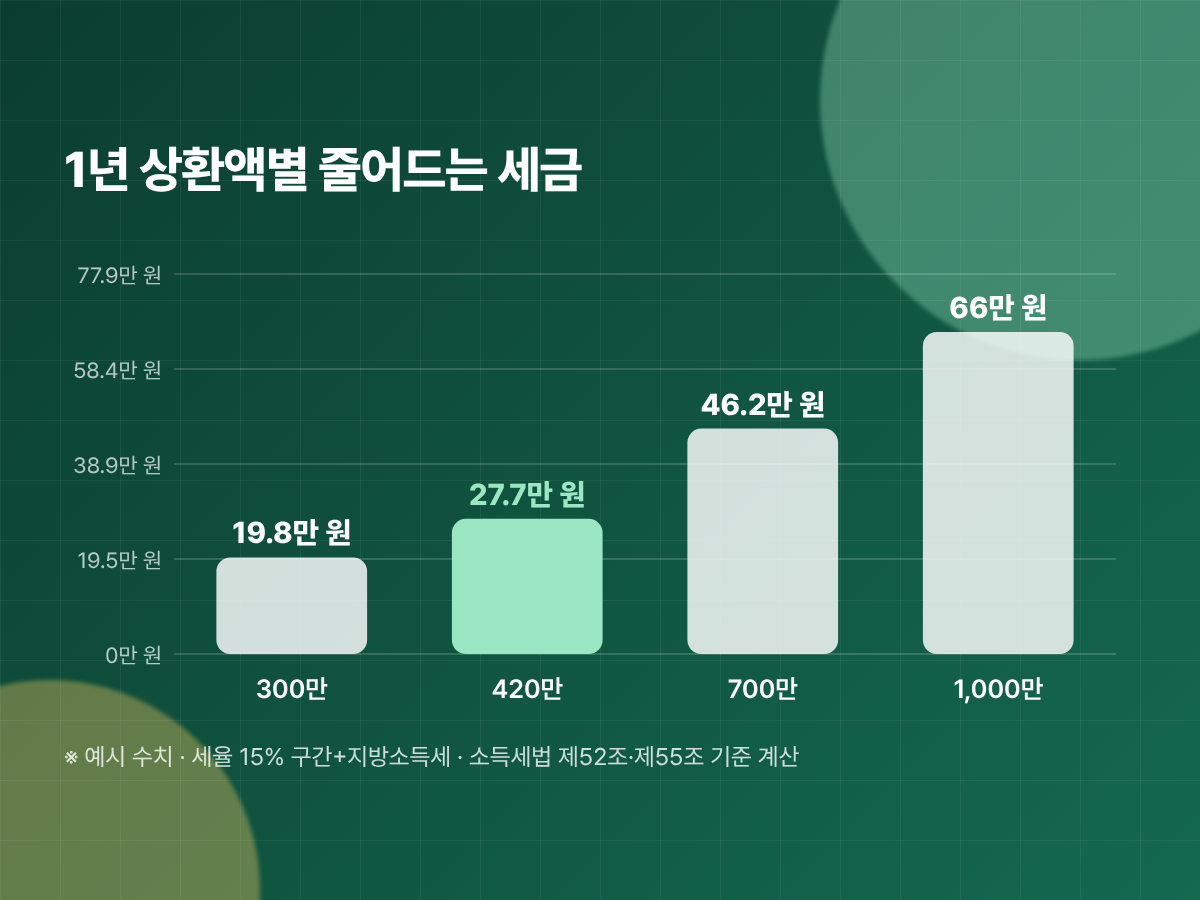 1년 상환액별 줄어드는 세금
77.9만 원
66만 원
58.4만 원
46.2만 원
38.9만 원
27.7만 원
19.8만 원
19.5만 원
0만 원
300만
420만
700만
1,000만
※ 예시 수치 · 세율 15% 구간+지방소득세 · 소득세법 제52조·제55조 기준 계산